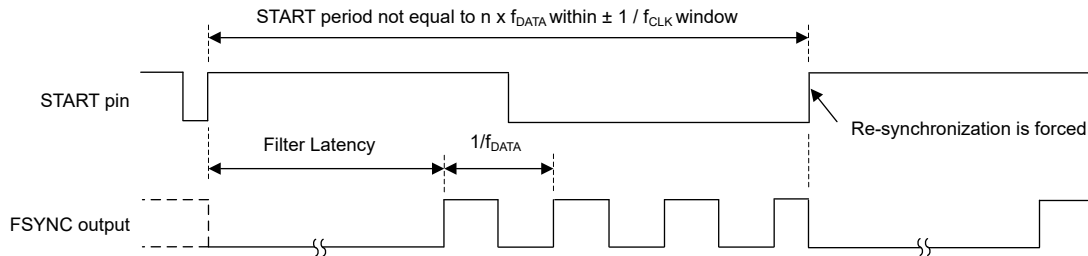 START period not equal to n x fDATA within ± 1 / fCLK window
START pin
Re-synchronization is forced
Filter Latency
1/fDATA
FSYNC output